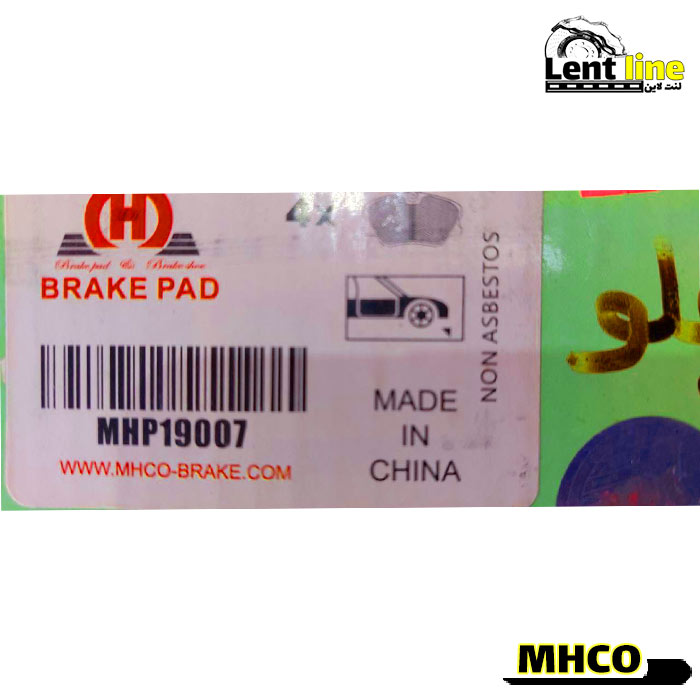 Lent line
لنت لاین
H
4x
Brake pad & Brake shoe
BRAKE PAD
NON ASBESTOS
MHP19007
MADE
IN
CHINA
WWW.MHCO-BRAKE.COM
MHCO